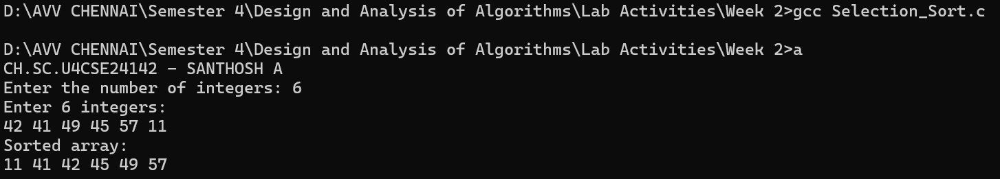 D:\AVV CHENNAI\Semester 4\Design and Analysis of Algorithms\Lab Activities\Week 2>gcc Selection_Sort.c
D:\AVV CHENNAI\Semester 4\Design and Analysis of Algorithms\Lab Activities\Week 2>a
CH.SC.U4CSE24142 - SANTHOSH A
Enter the number of integers: 6
Enter 6 integers:
42 41 49 45 57 11
Sorted array:
11 41 42 45 49 57